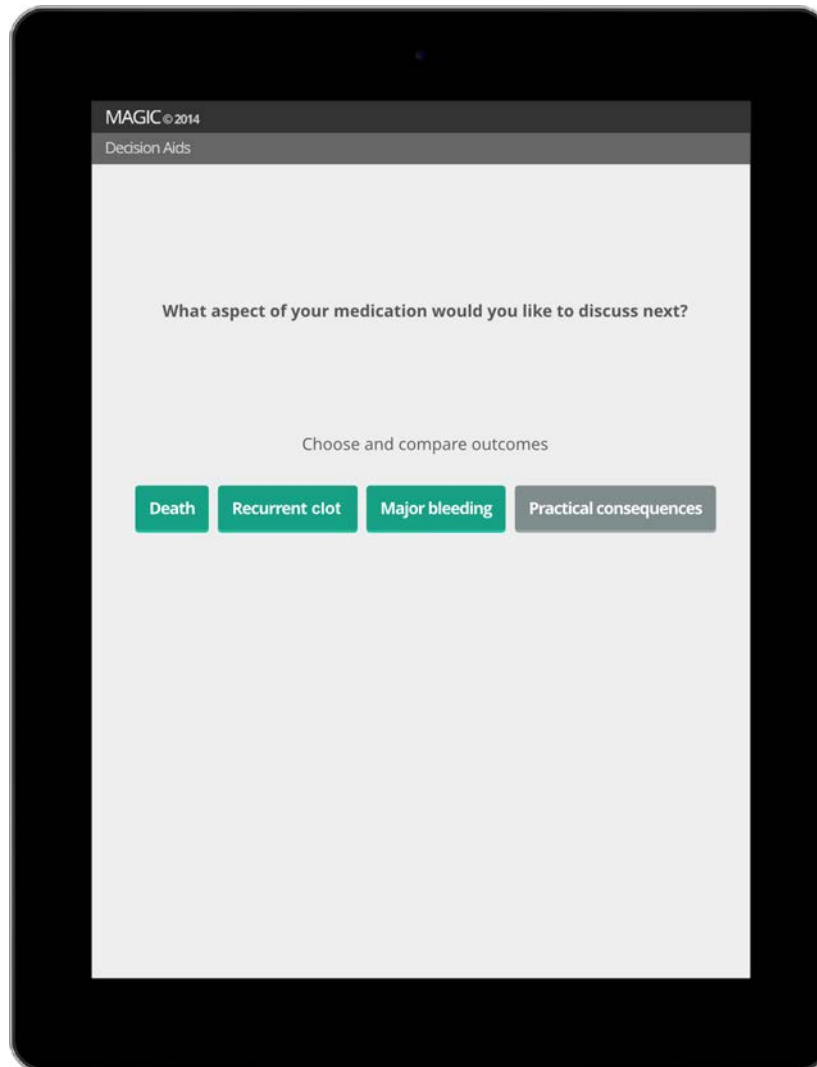 MAGIC © 2014
Decision Aids
What aspect of your medication would you like to discuss next?
Choose and compare outcomes
Death Recurrent clot Major bleeding Practical consequences